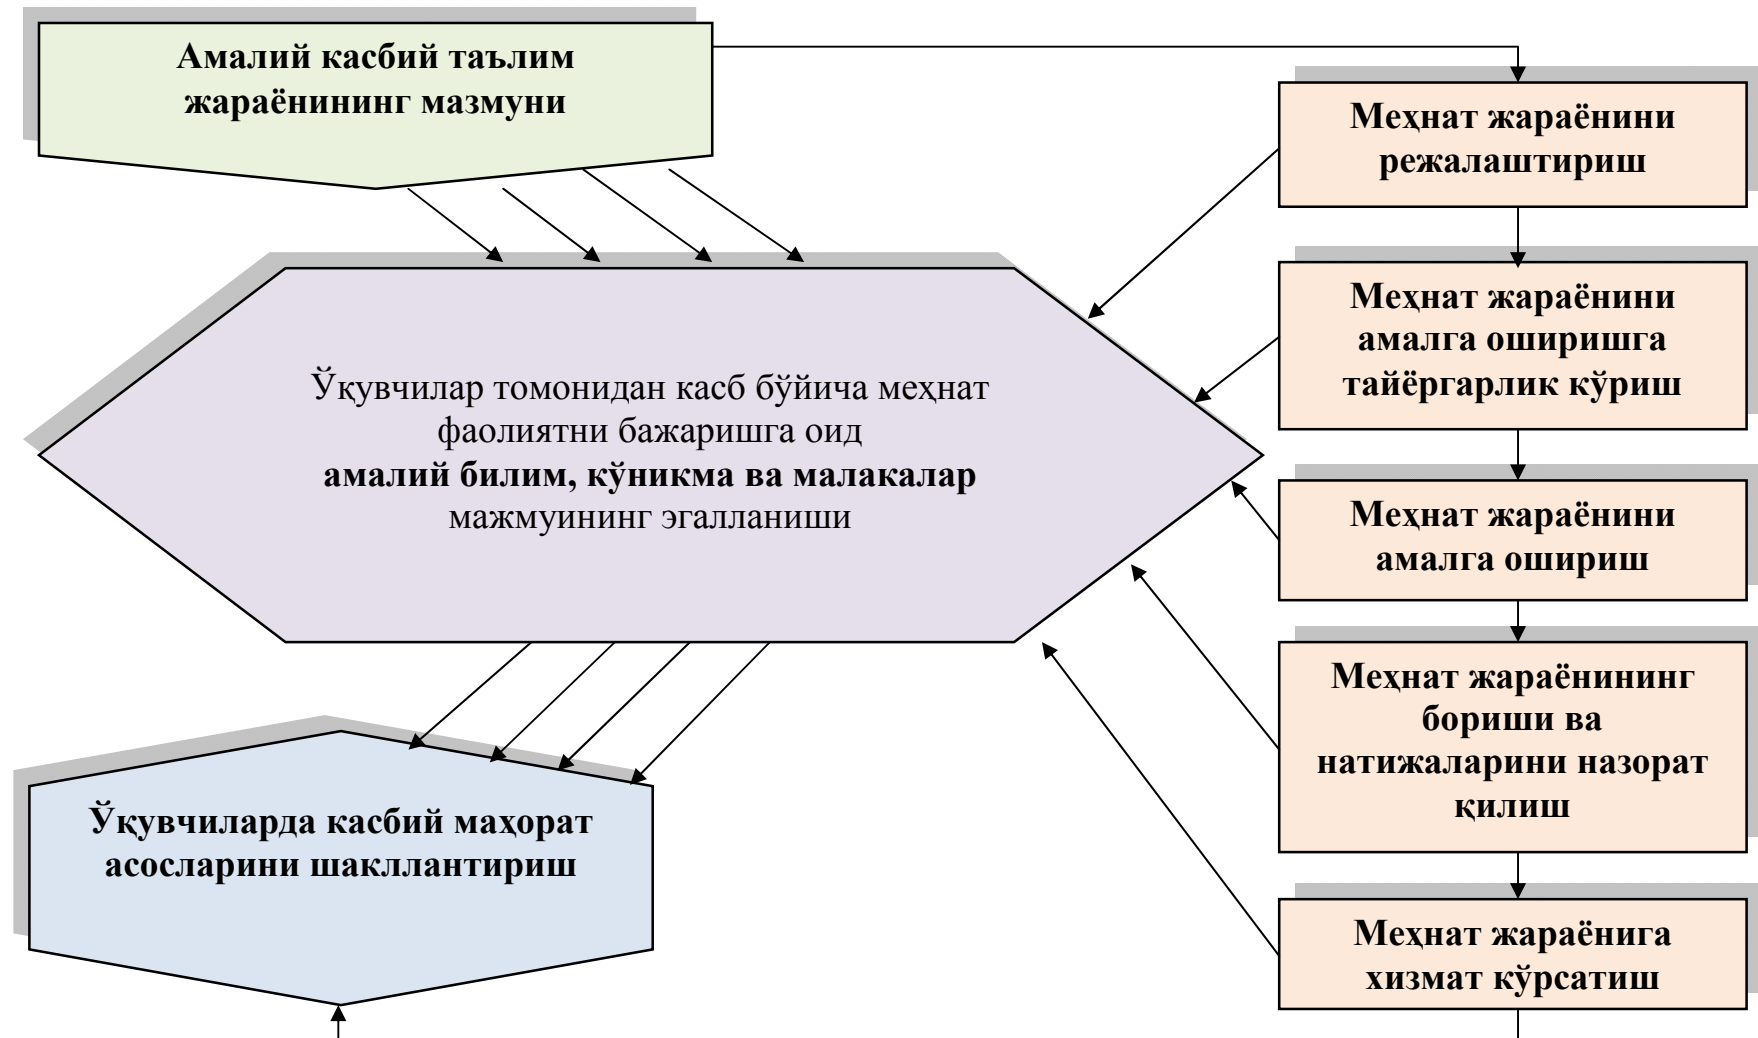 Амалий касбий таълим
жараёнининг мазмуни
Меҳнат жараёнини
режалаштириш
Меҳнат жараёнини
амалга оширишга
тайёргарлик кўриш
Ўқувчилар томонидан касб бўйича меҳнат
фаолиятни бажаришга оид
амалий билим, кўникма ва малакалар
мажмуининг эгалланиши
Меҳнат жараёнини
амалга ошириш
Меҳнат жараёнининг
бориши ва
натижаларини назорат
қилиш
Ўқувчиларда касбий маҳорат
асосларини шакллантириш
Меҳнат жараёнига
хизмат кўрсатиш